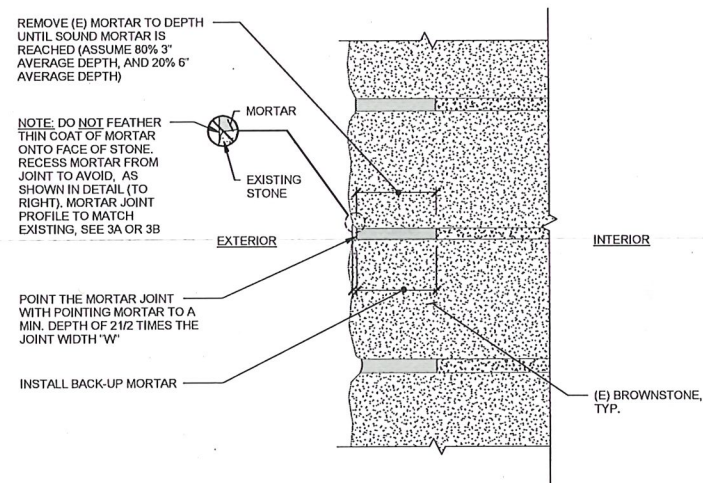 REMOVE (E) MORTAR TO DEPTH
UNTIL SOUND MORTAR IS
REACHED (ASSUME 80% 3"
AVERAGE DEPTH, AND 20% 6"
AVERAGE DEPTH)
MORTAR
NOTE: DO NOT FEATHER
THIN COAT OF MORTAR
ONTO FACE OF STONE.
RECESS MORTAR FROM
JOINT TO AVOID, AS
SHOWN IN DETAIL (TO
RIGHT). MORTAR JOINT
PROFILE TO MATCH
EXISTING, SEE 3A OR 3B
EXISTING
STONE
EXTERIOR
INTERIOR
POINT THE MORTAR JOINT
WITH POINTING MORTAR TO A
MIN. DEPTH OF 21/2 TIMES THE
JOINT WIDTH "W"
INSTALL BACK-UP MORTAR
(E) BROWNSTONE,
TYP.